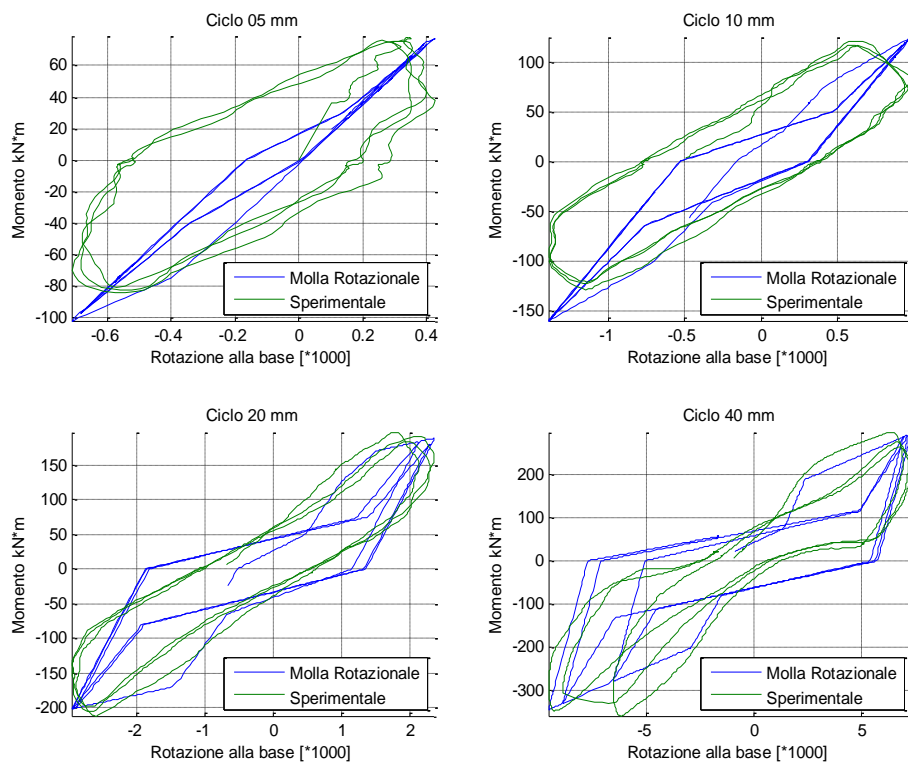 Ciclo 05 mm
60
40
20
0
-20
-40
-60
-80
-100
-0.6
-0.4
-0.2
0
0.2
0.4
Momento kN*m
Rotazione alla base [*1000]
Molla Rotazionale
Sperimentale
Ciclo 10 mm
100
50
0
-50
-100
-150
-1
-0.5
0
0.5
Momento kN*m
Rotazione alla base [*1000]
Molla Rotazionale
Sperimentale
Ciclo 20 mm
150
100
50
0
-50
-100
-150
-200
-2
-1
0
1
2
Momento kN*m
Rotazione alla base [*1000]
Molla Rotazionale
Sperimentale
Ciclo 40 mm
200
100
0
-100
-200
-300
-5
0
5
Momento kN*m
Rotazione alla base [*1000]
Molla Rotazionale
Sperimentale